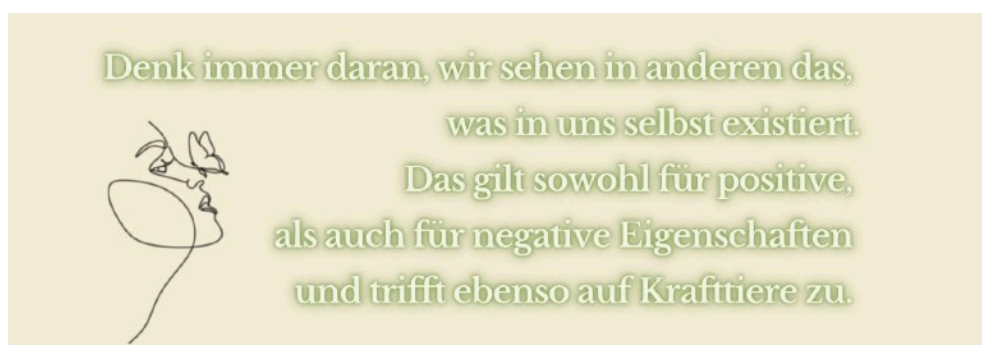 Denk immer daran, wir sehen in anderen das,
was in uns selbst existiert.
Das gilt sowohl für positive,
als auch für negative Eigenschaften
und trifft ebenso auf Krafttiere zu.